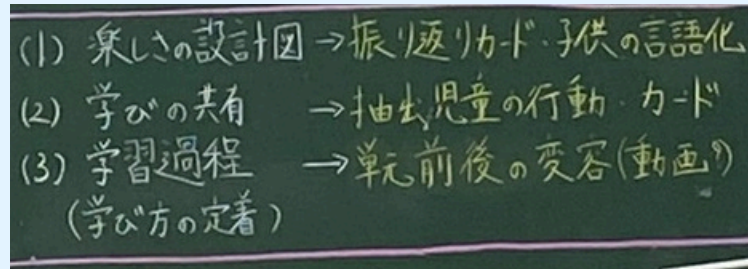 (1) 楽しさの設計図→振り返りカード・子供の言語化
(2) 学びの共有 →抽出児童の行動・カード
(3) 学習過程 →単元前後の変容(動画?)
(学び方の定着)